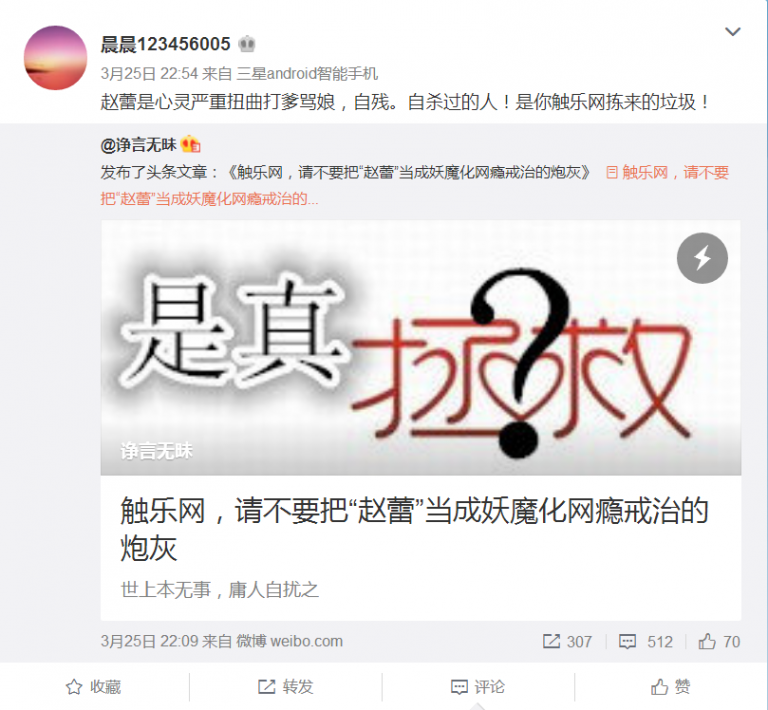 晨晨123456005
3月25日 22:54 来自 三星android智能手机
赵蕾是心灵严重扭曲打爹骂娘，自残。自杀过的人！是你触乐网拣来的垃圾！
@诤言无昧
发布了头条文章：《触乐网，请不要把“赵蕾”当成妖魔化网瘾戒治的炮灰》 触乐网，请不要
把“赵蕾”当成妖魔化网瘾戒治的...
是真拯救?
诤言无昧
触乐网，请不要把“赵蕾”当成妖魔化网瘾戒治的
炮灰
世上本无事，庸人自扰之
3月25日 22:09 来自 微博 weibo.com 307 512 70
收藏 转发 评论 赞